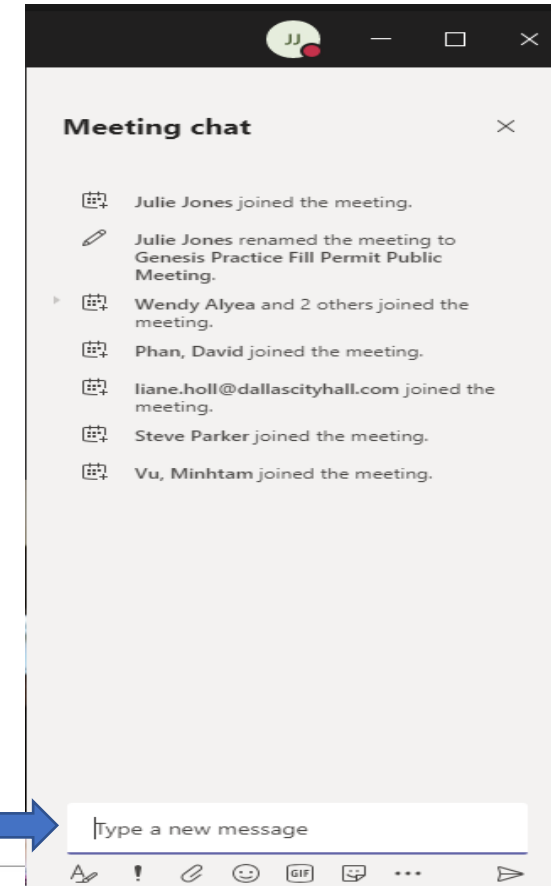 JJ
Meeting chat
Julie Jones joined the meeting.
Julie Jones renamed the meeting to
Genesis Practice Fill Permit Public
Meeting.
Wendy Alyea and 2 others joined the
meeting.
Phan, David joined the meeting.
liane.holl@dallascityhall.com joined the
meeting.
Steve Parker joined the meeting.
Vu, Minhtam joined the meeting.
Type a new message
GIF